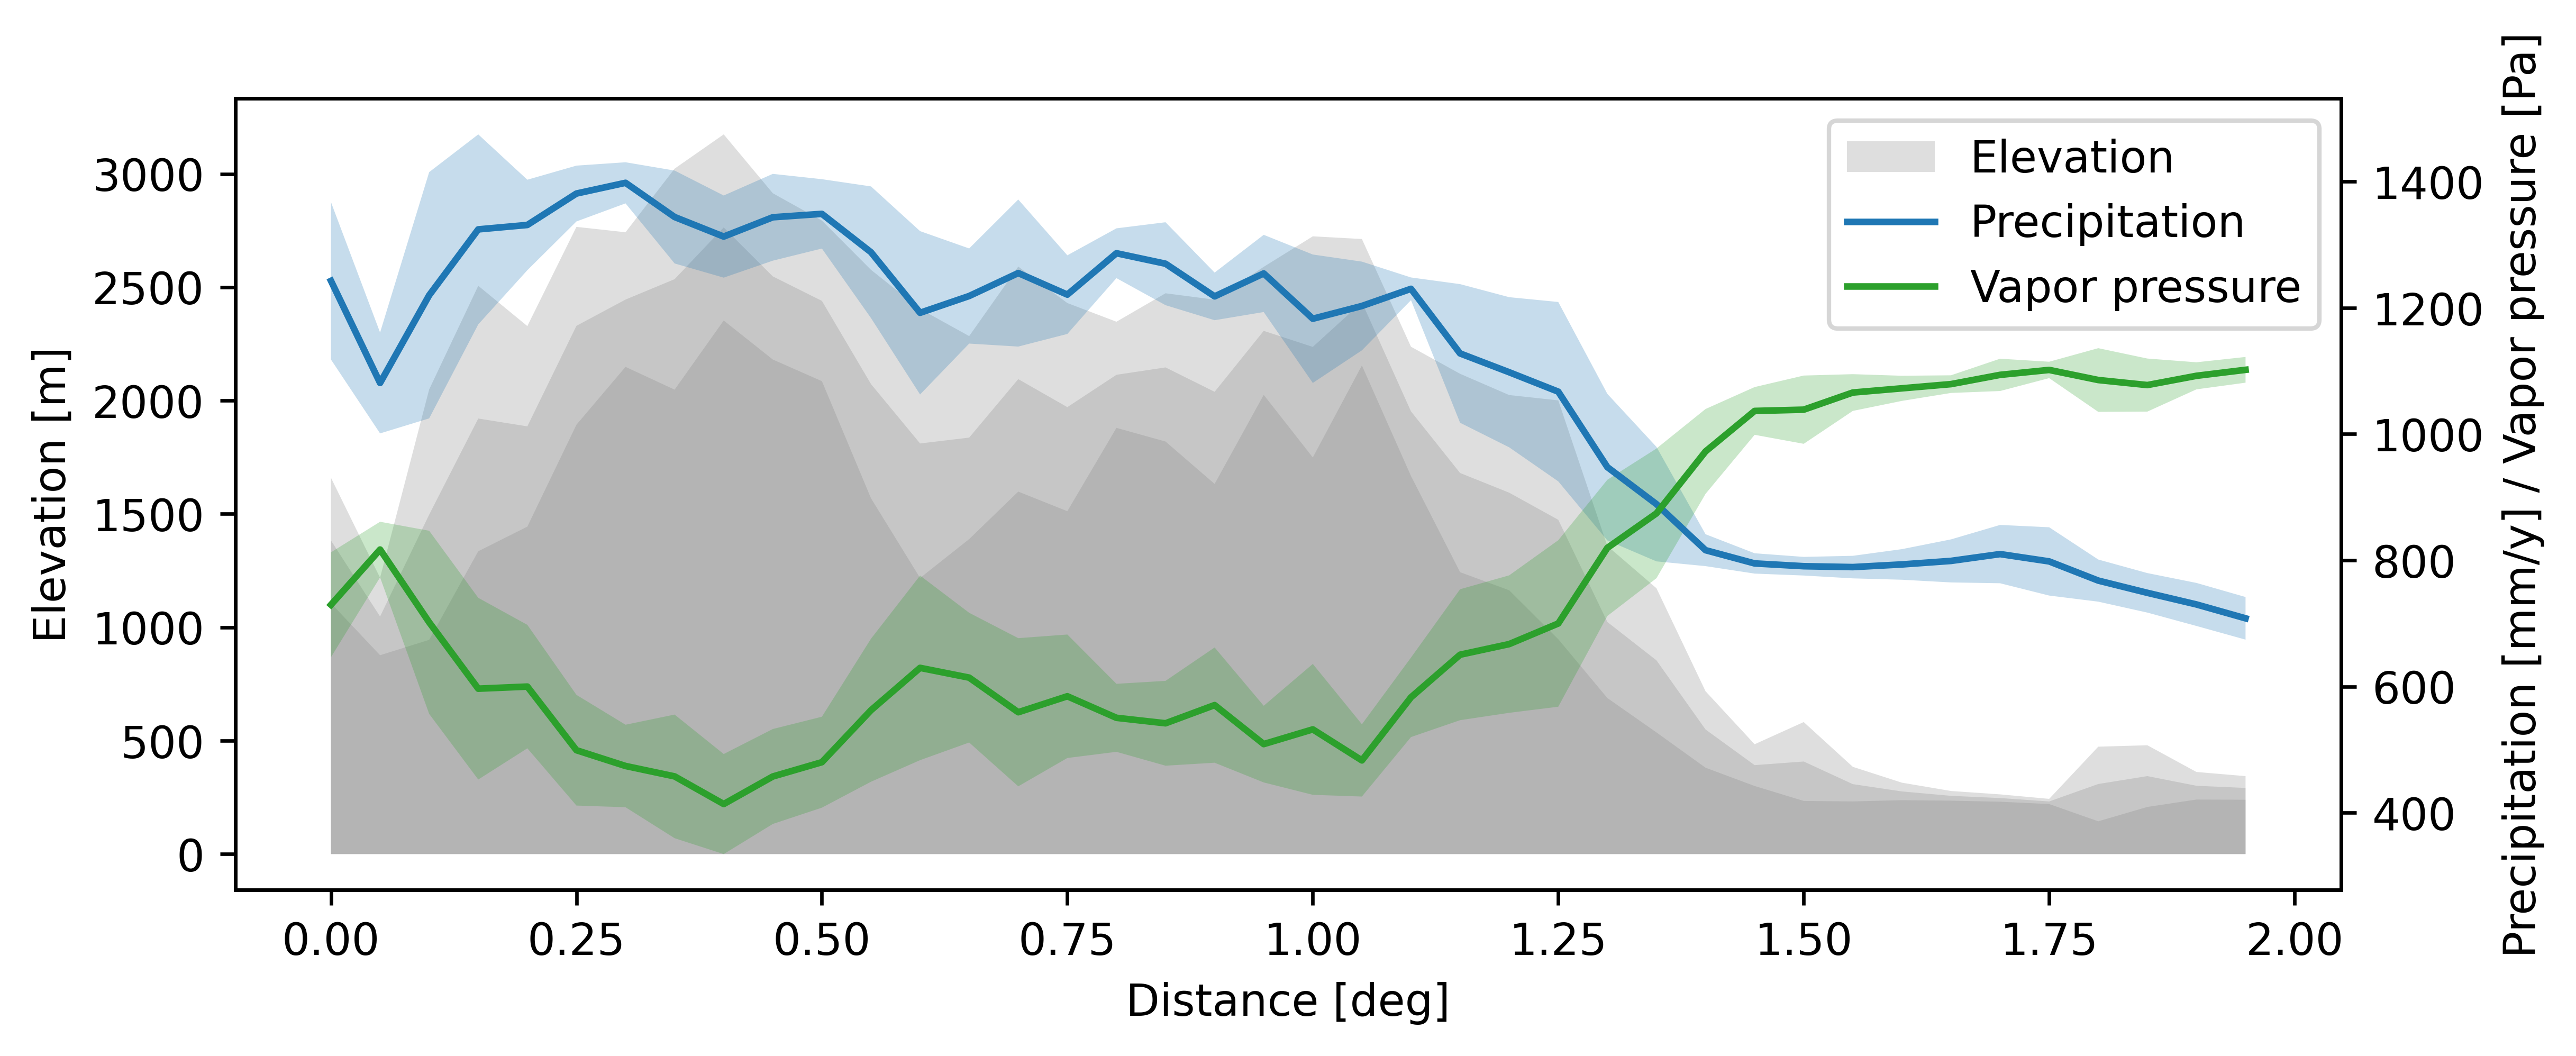 Elevation [m]
3000
2500
2000
1500
1000
500
0
0.00 0.25 0.50 0.75 1.00 1.25 1.50 1.75 2.00
Distance [deg]
Elevation
Precipitation
Vapor pressure
1400
1200
1000
800
600
400
Precipitation [mm/y] / Vapor pressure [Pa]